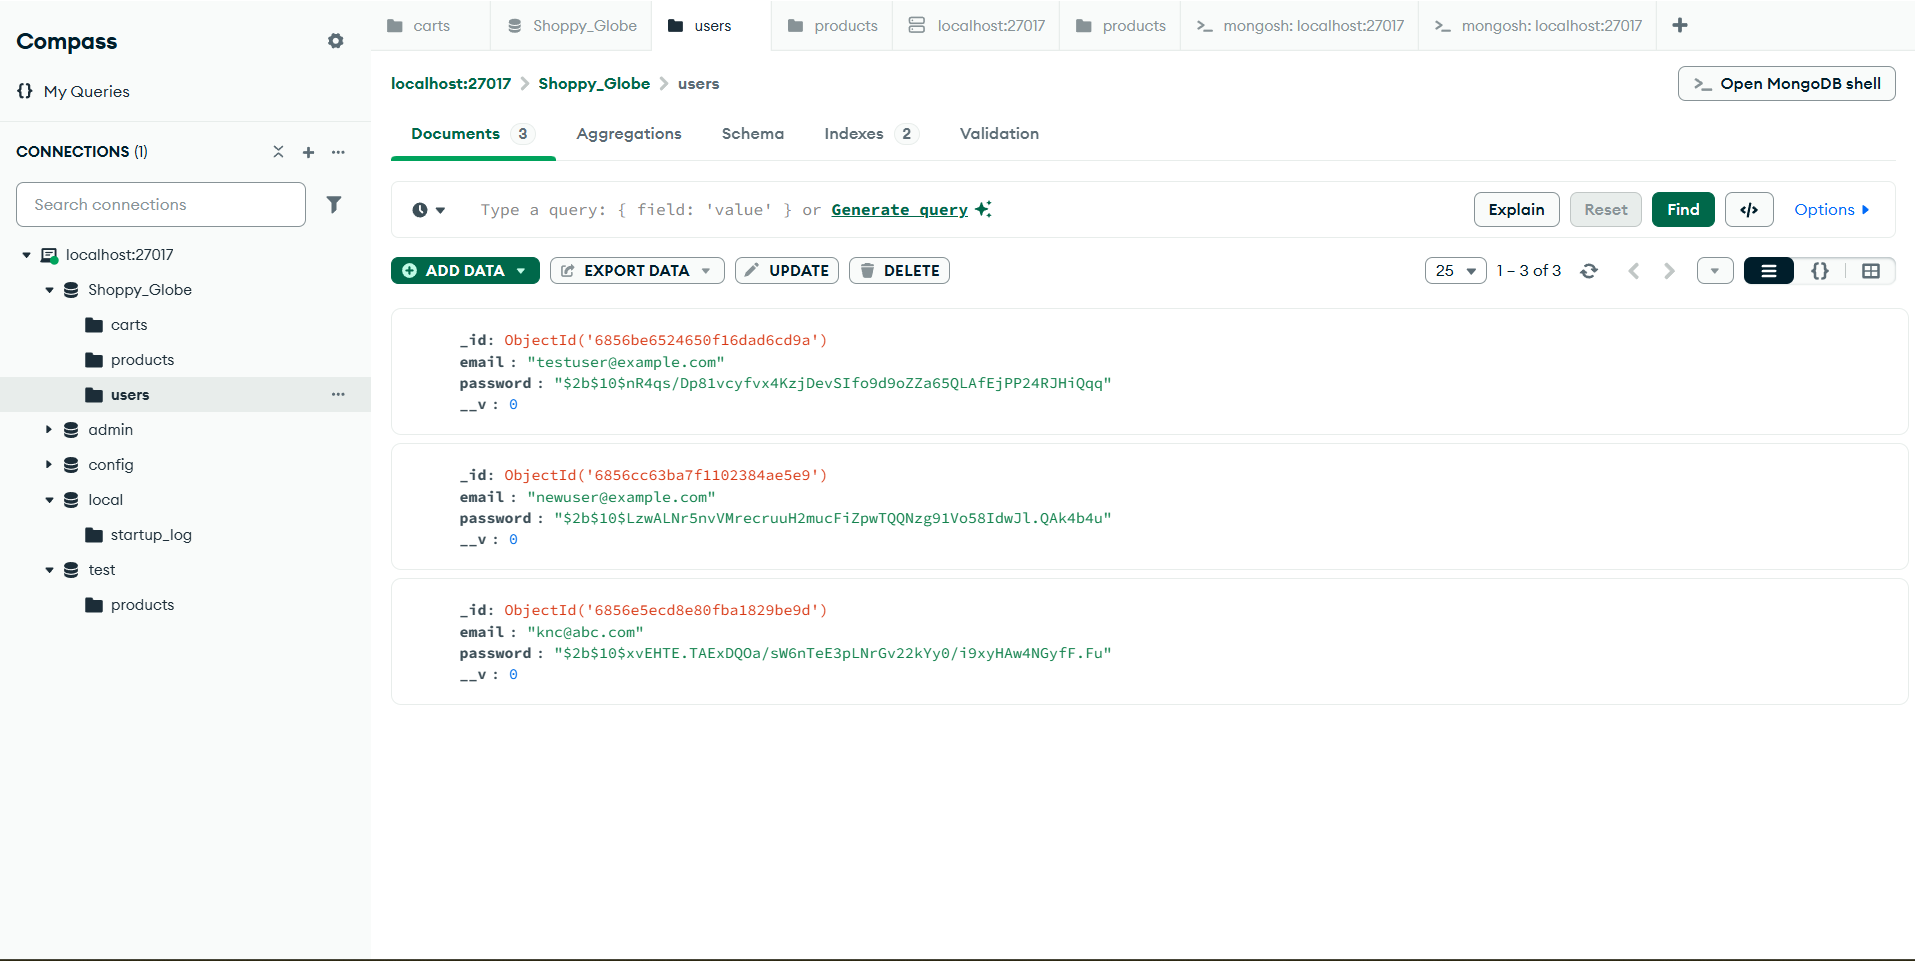 Compass
My Queries
CONNECTIONS (1)
Search connections
localhost:27017
Shoppy_Globe
carts
products
users
admin
config
local
startup_log
test
products
carts
Shoppy_Globe
users
products
localhost:27017
products
>_ mongosh: localhost:27017
>_ mongosh: localhost:27017
localhost:27017 > Shoppy_Globe > users
>_ Open MongoDB shell
Documents 3 Aggregations Schema Indexes 2 Validation
Type a query: { field: 'value' } or Generate query
Explain Reset Find </> Options
ADD DATA EXPORT DATA UPDATE DELETE
25 1 – 3 of 3 {}
_id: ObjectId('6856be6524650f16dad6cd9a')
email : "testuser@example.com"
password : "$2b$10$nR4qs/Dp81vcyfvx4KzjDevSIfo9d9oZZa65QLAfEjPP24RJHiQqq"
__v : 0
_id: ObjectId('6856cc63ba7f1102384ae5e9')
email : "newuser@example.com"
password : "$2b$10$LzwALNr5nvVMrecruuH2mucFiZpwTQQNzg91Vo58IdwJl.QAk4b4u"
__v : 0
_id: ObjectId('6856e5ecd8e80fba1829be9d')
email : "knc@abc.com"
password : "$2b$10$xvEHTE.TAExDQOa/sW6nTeE3pLNrGv22kYy0/i9xyHAw4NGyfF.Fu"
__v : 0